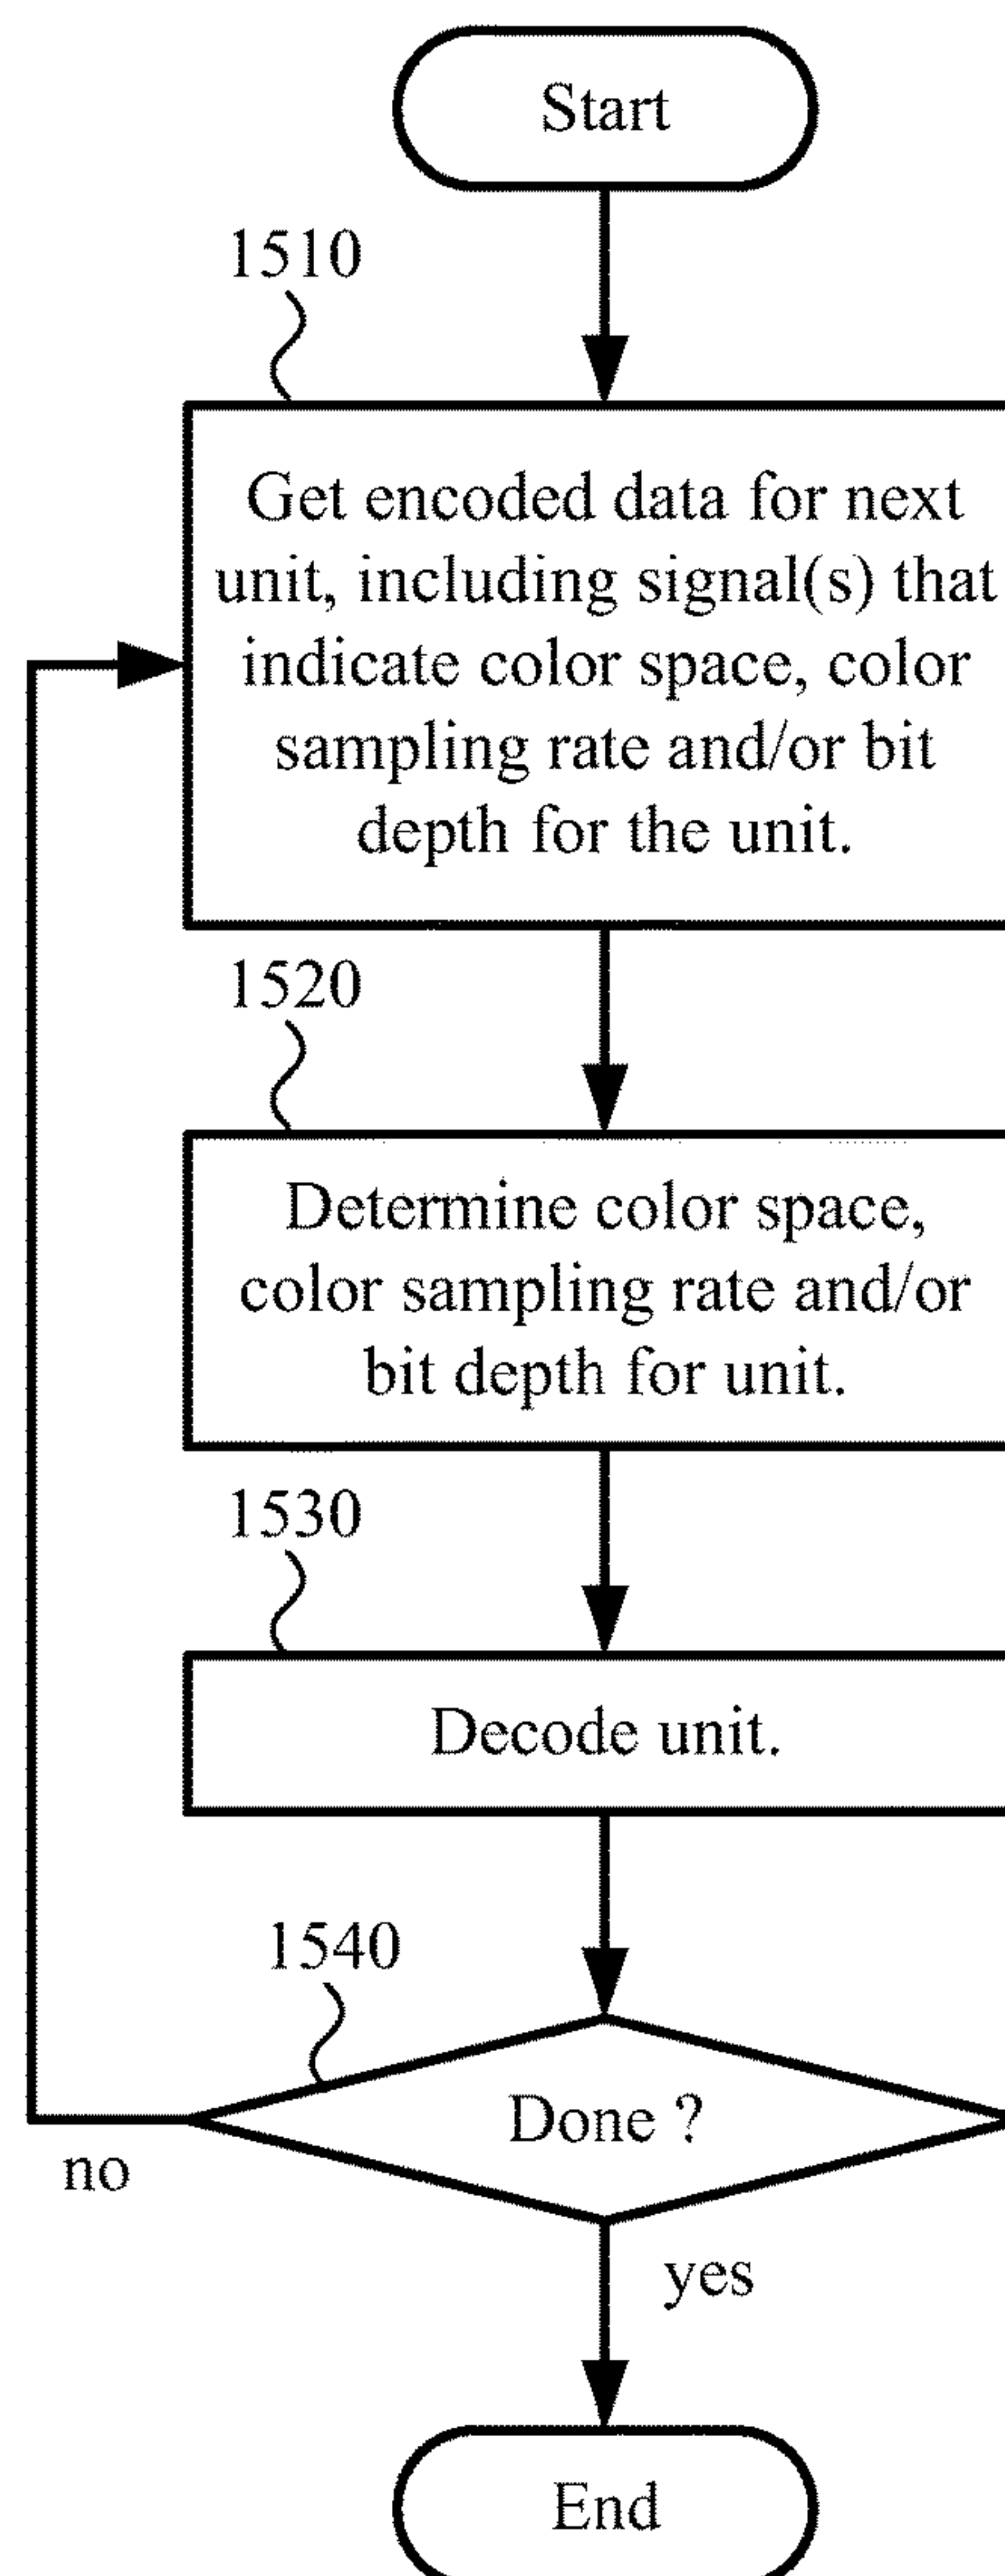 Start
1510
Get encoded data for next
unit, including signal(s) that
indicate color space, color
sampling rate and/or bit
depth for the unit.
1520
Determine color space,
color sampling rate and/or
bit depth for unit.
1530
Decode unit.
1540
Done ?
no
yes
End